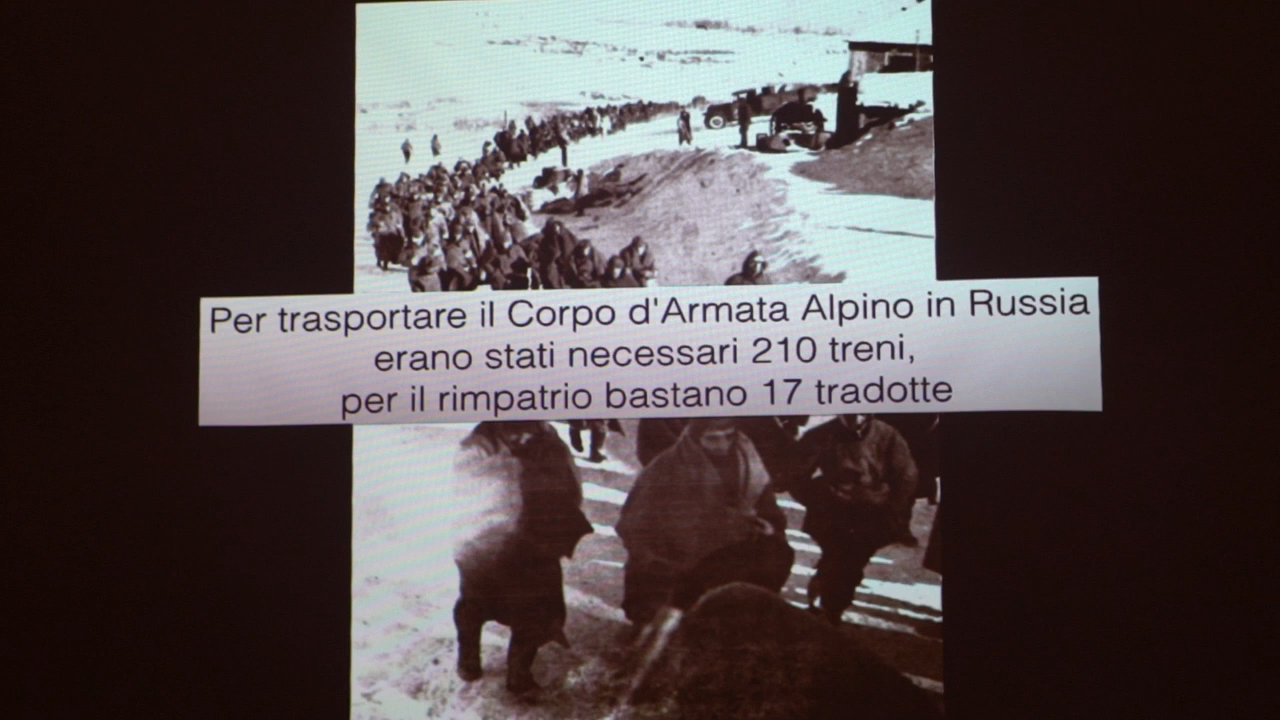 Per trasportare il Corpo d'Armata Alpino in Russia
erano stati necessari 210 treni,
per il rimpatrio bastano 17 tradotte